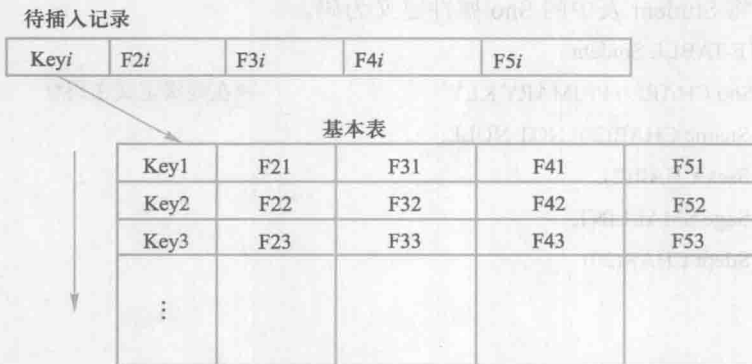 待插入记录
Keyi F2i F3i F4i F5i
基本表
Key1 F21 F31 F41 F51
Key2 F22 F32 F42 F52
Key3 F23 F33 F43 F53
⋮